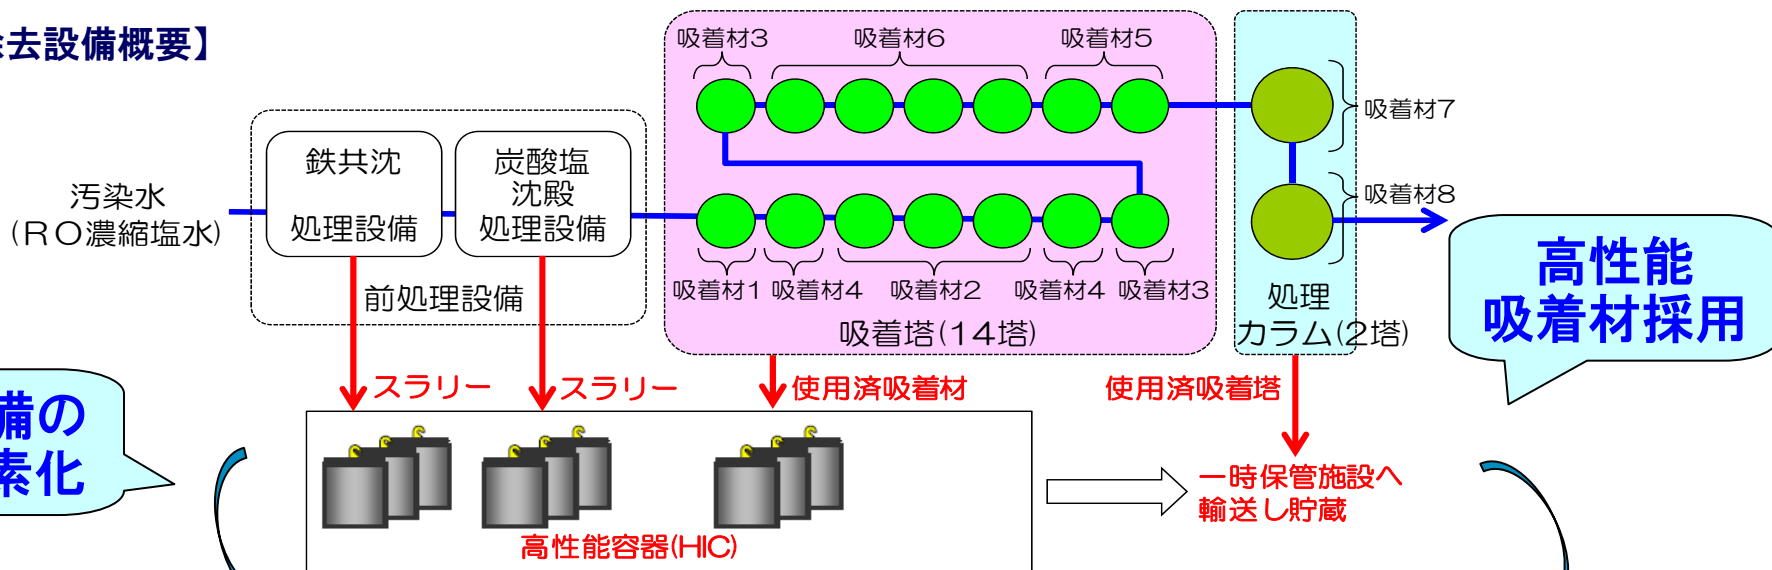 去設備概要】
吸着材3
吸着材6
吸着材5
吸着材7
鉄共沈
処理設備
炭酸塩
沈殿
処理設備
汚染水
(RO濃縮塩水)
吸着材8
前処理設備
吸着材1
吸着材4
吸着材2
吸着材4
吸着材3
吸着塔(14塔)
処理
カラム(2塔)
高性能
吸着材採用
スラリー
スラリー
使用済吸着材
使用済吸着塔
備の
素化
一時保管施設へ
輸送し貯蔵
高性能容器(HIC)